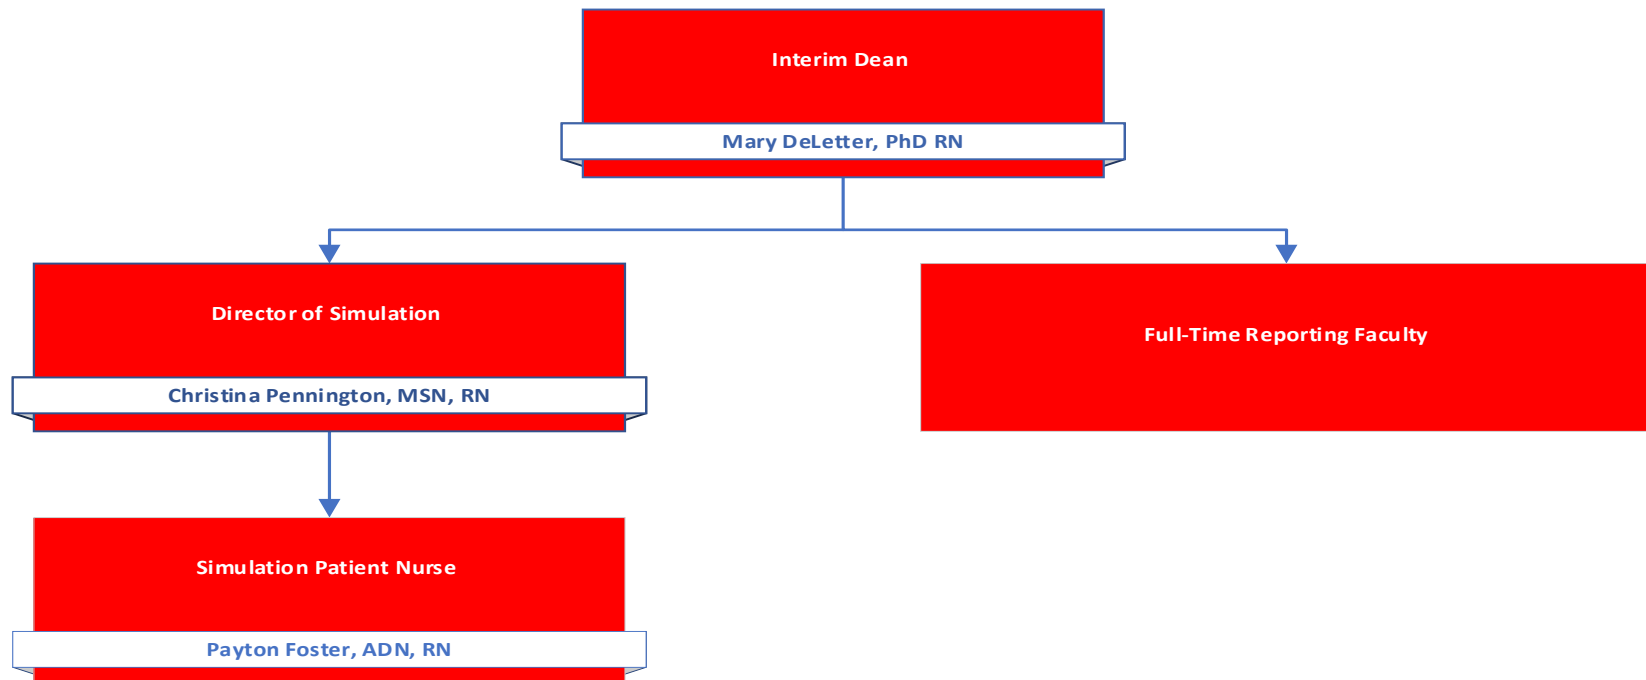 Interim Dean
Mary DeLetter, PhD RN
Director of Simulation
Christina Pennington, MSN, RN
Full-Time Reporting Faculty
Simulation Patient Nurse
Payton Foster, ADN, RN